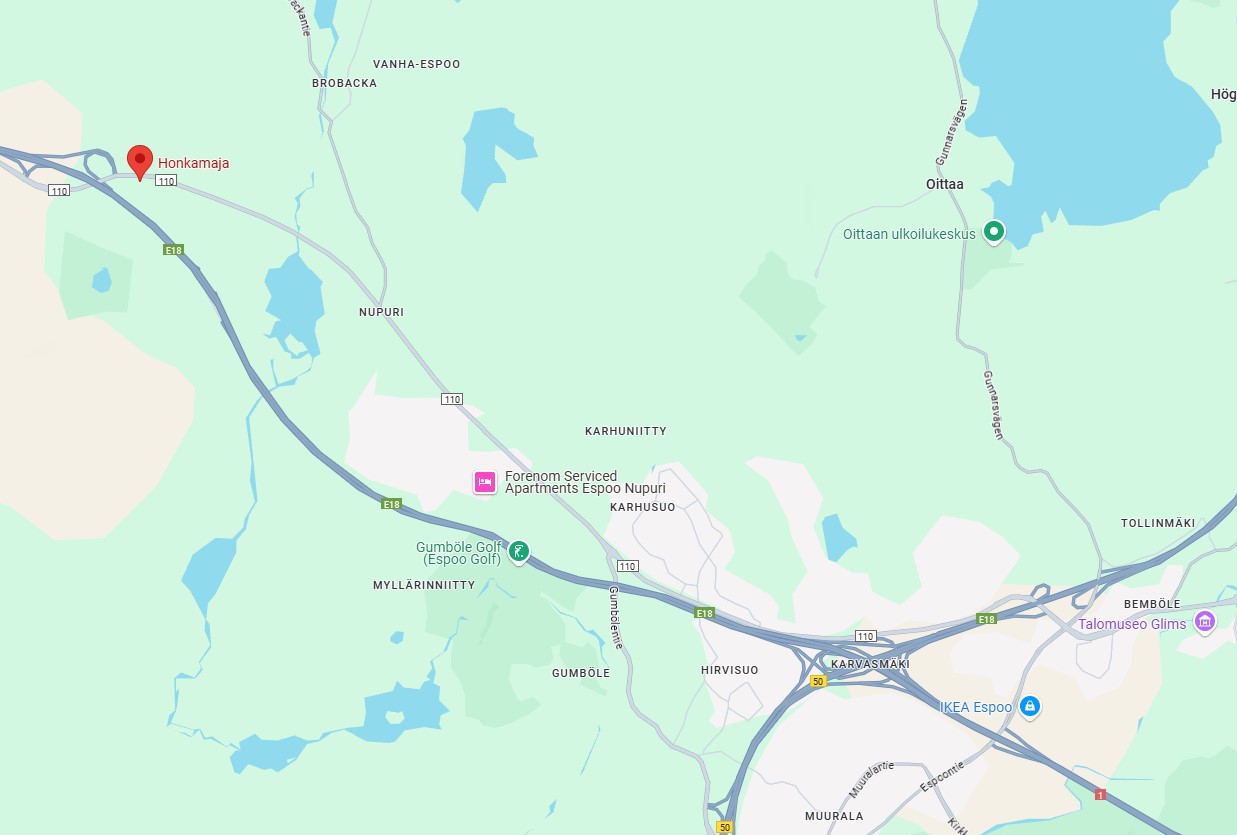 VANHA-ESPOO
BROBACKA
Hög
Gunnarsvägen
Honkamaja
110
110
Oittaa
Oittaan ulkoilukeskus
E18
NUPURI
Gunnarsvägen
110
KARHUNIITTY
Forenom Serviced
Apartments Espoo Nupuri
E18
KARHUSUO
TOLLINMÄKI
Gumböle Golf
(Espoo Golf)
110
MYLLÄRINNIITTY
Gumbölentie
E18
E18
BEMBÖLE
Talomuseo Glims
110
GUMBÖLE
HIRVISUO
KARVASMÄKI
50
IKEA Espoo
Muuralantie
Espoontie
1
MUURALA
50